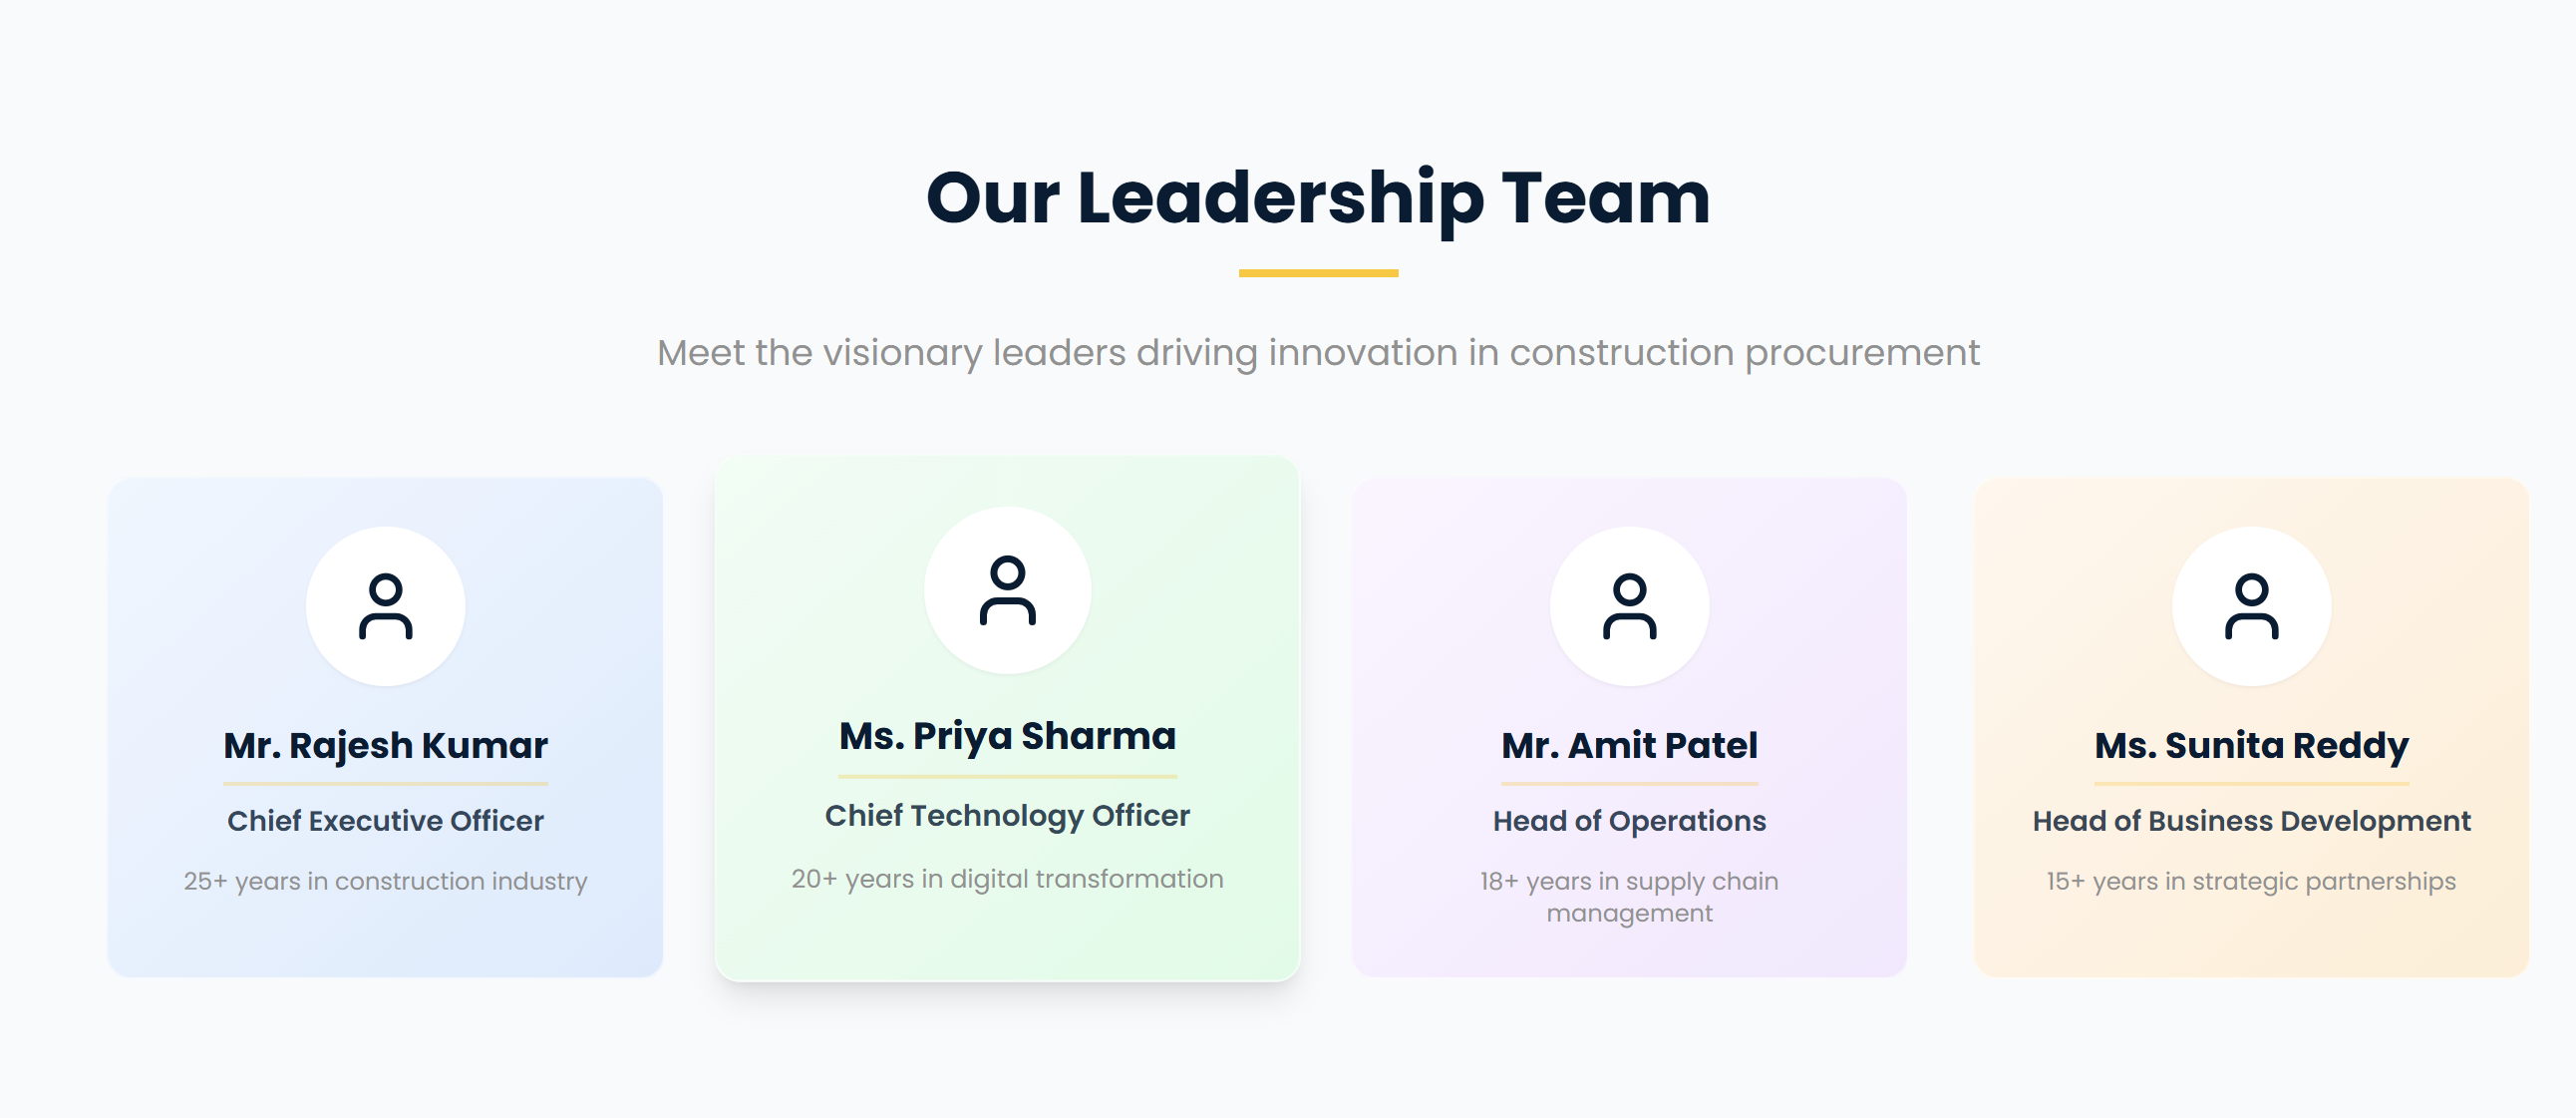 Our Leadership Team
Meet the visionary leaders driving innovation in construction procurement
Mr. Rajesh Kumar
Chief Executive Officer
25+ years in construction industry
Ms. Priya Sharma
Chief Technology Officer
20+ years in digital transformation
Mr. Amit Patel
Head of Operations
18+ years in supply chain
management
Ms. Sunita Reddy
Head of Business Development
15+ years in strategic partnerships